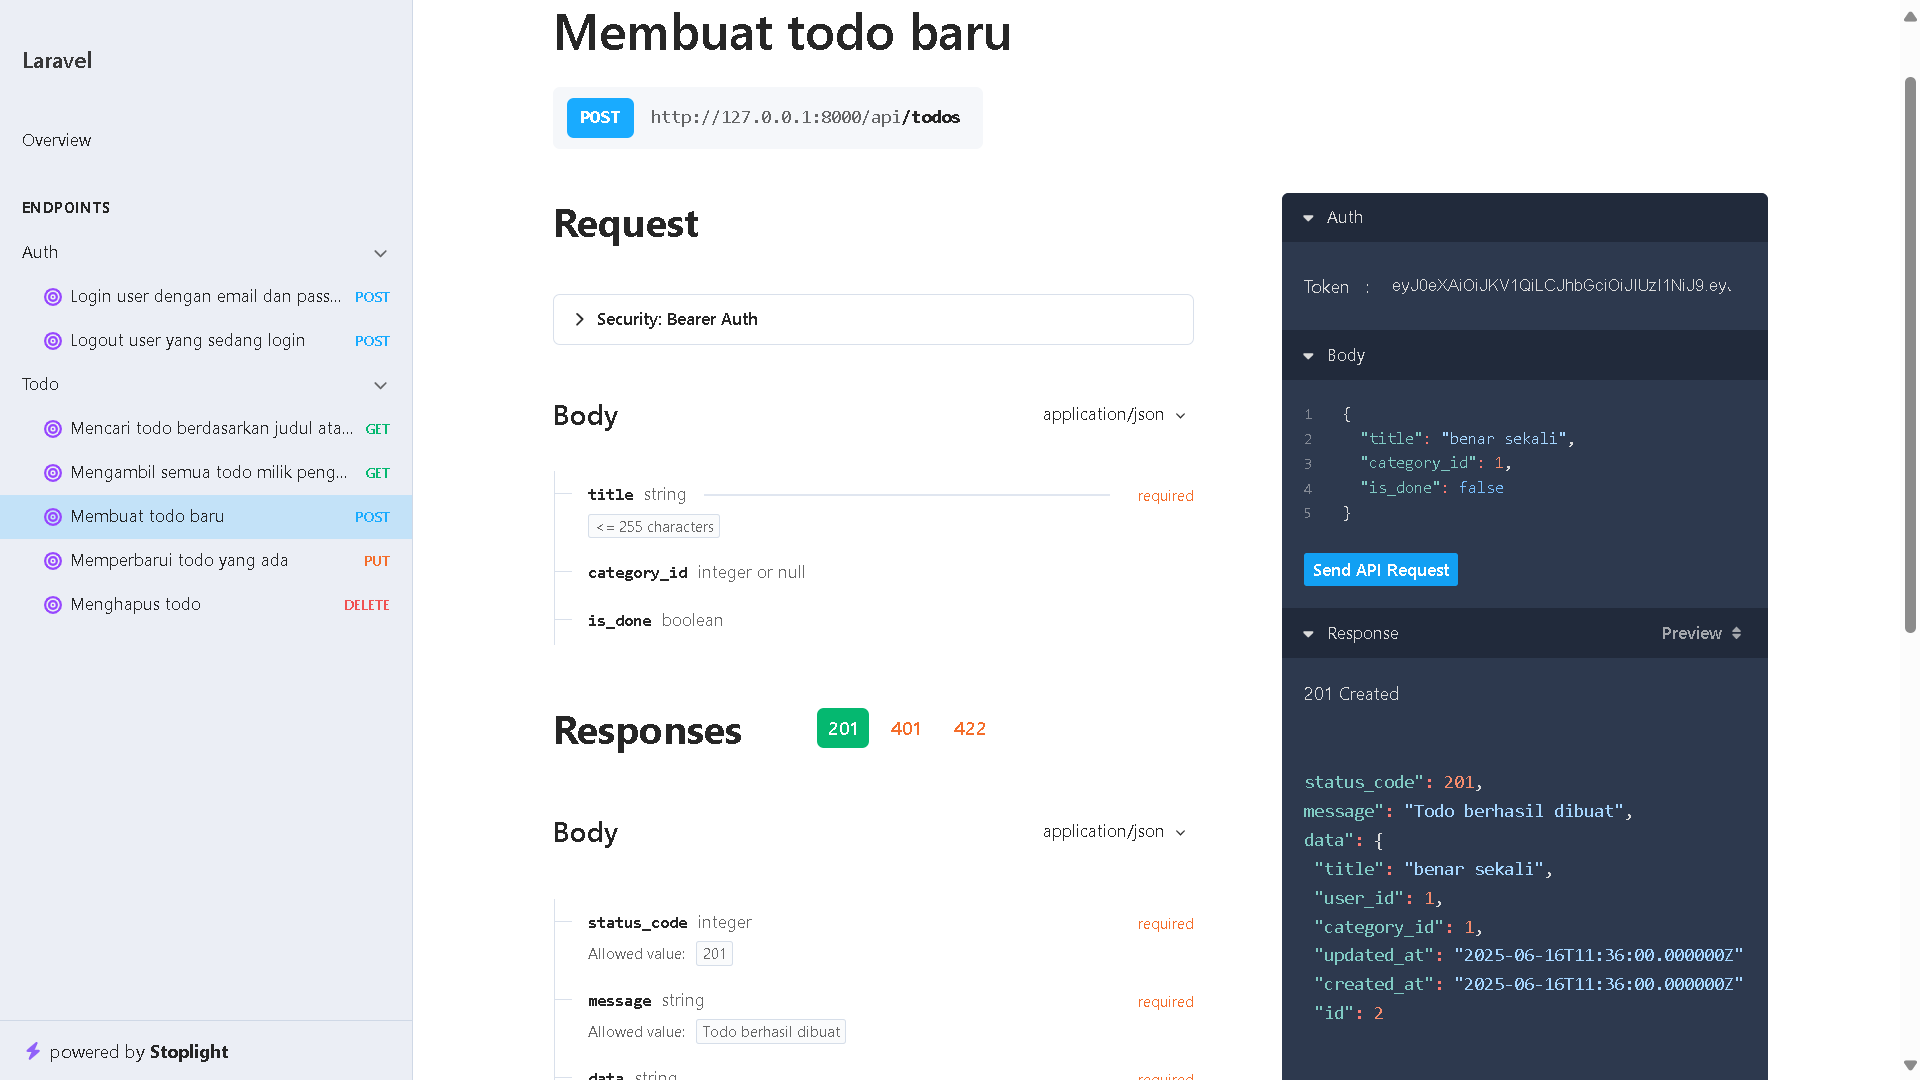 Laravel
Overview
ENDPOINTS
Auth
Login user dengan email dan pass... POST
Logout user yang sedang login POST
Todo
Mencari todo berdasarkan judul ata... GET
Mengambil semua todo milik peng... GET
Membuat todo baru POST
Memperbarui todo yang ada PUT
Menghapus todo DELETE
powered by Stoplight
Membuat todo baru
POST http://127.0.0.1:8000/api/todos
Request
Security: Bearer Auth
Body application/json
title string required
<= 255 characters
category_id integer or null
is_done boolean
Responses 201 401 422
Body application/json
status_code integer required
Allowed value: 201
message string required
Allowed value: Todo berhasil dibuat
data string required
Auth
Token : eyJ0eXAiOiJKV1QiLCJhbGciOiJIUzI1NiJ9.eyJ
Body
1 {
2 "title": "benar sekali",
3 "category_id": 1,
4 "is_done": false
5 }
Send API Request
Response Preview
201 Created
status_code": 201,
message": "Todo berhasil dibuat",
data": {
"title": "benar sekali",
"user_id": 1,
"category_id": 1,
"updated_at": "2025-06-16T11:36:00.000000Z"
"created_at": "2025-06-16T11:36:00.000000Z"
"id": 2